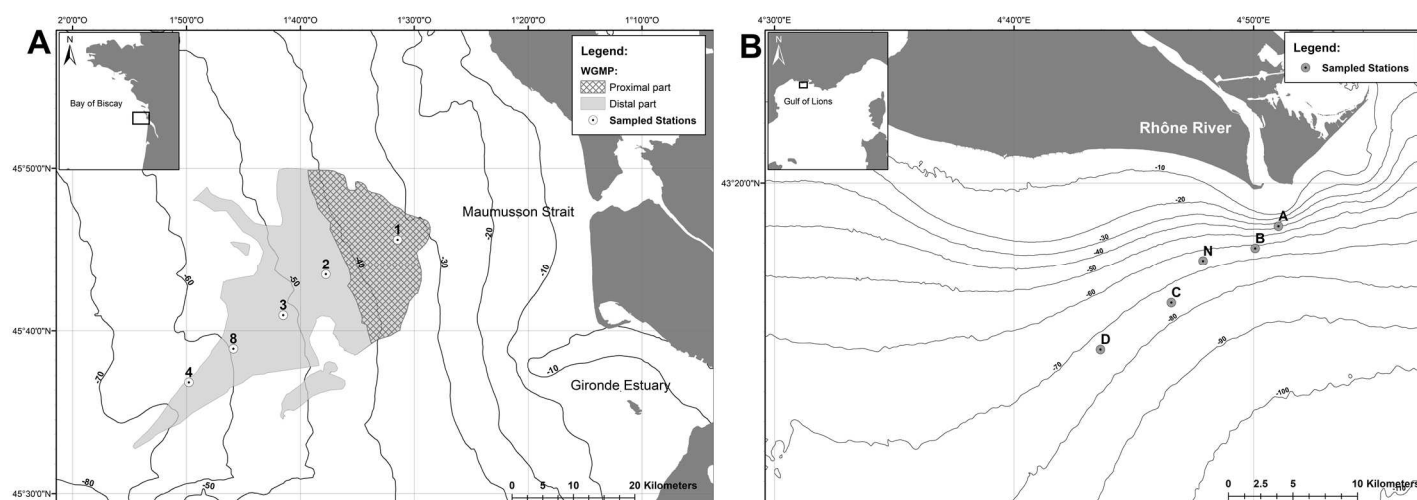 2°0'0"
1°50'0"
1°40'0"
1°30'0"
1°20'0"
1°10'0"
A
N
Bay of Biscay
Legend:
WGMP:
Proximal part
Distal part
Sampled Stations
45°50'0"N
45°40'0"N
45°30'0"N
Maumusson Strait
Gironde Estuary
1
2
3
8
4
-60
-50
-40
-30
-20
-10
-70
-10
-80
-50
0 5 10 20 Kilometers
4°30'0"E
4°40'0"E
4°50'0"E
B
N
Gulf of Lions
Legend:
Sampled Stations
Rhône River
43°20'0"N
-10
-20
-30
-40
-50
-60
-70
-80
-90
-100
-110
A
B
N
C
D
0 2.5 5 10 Kilometers